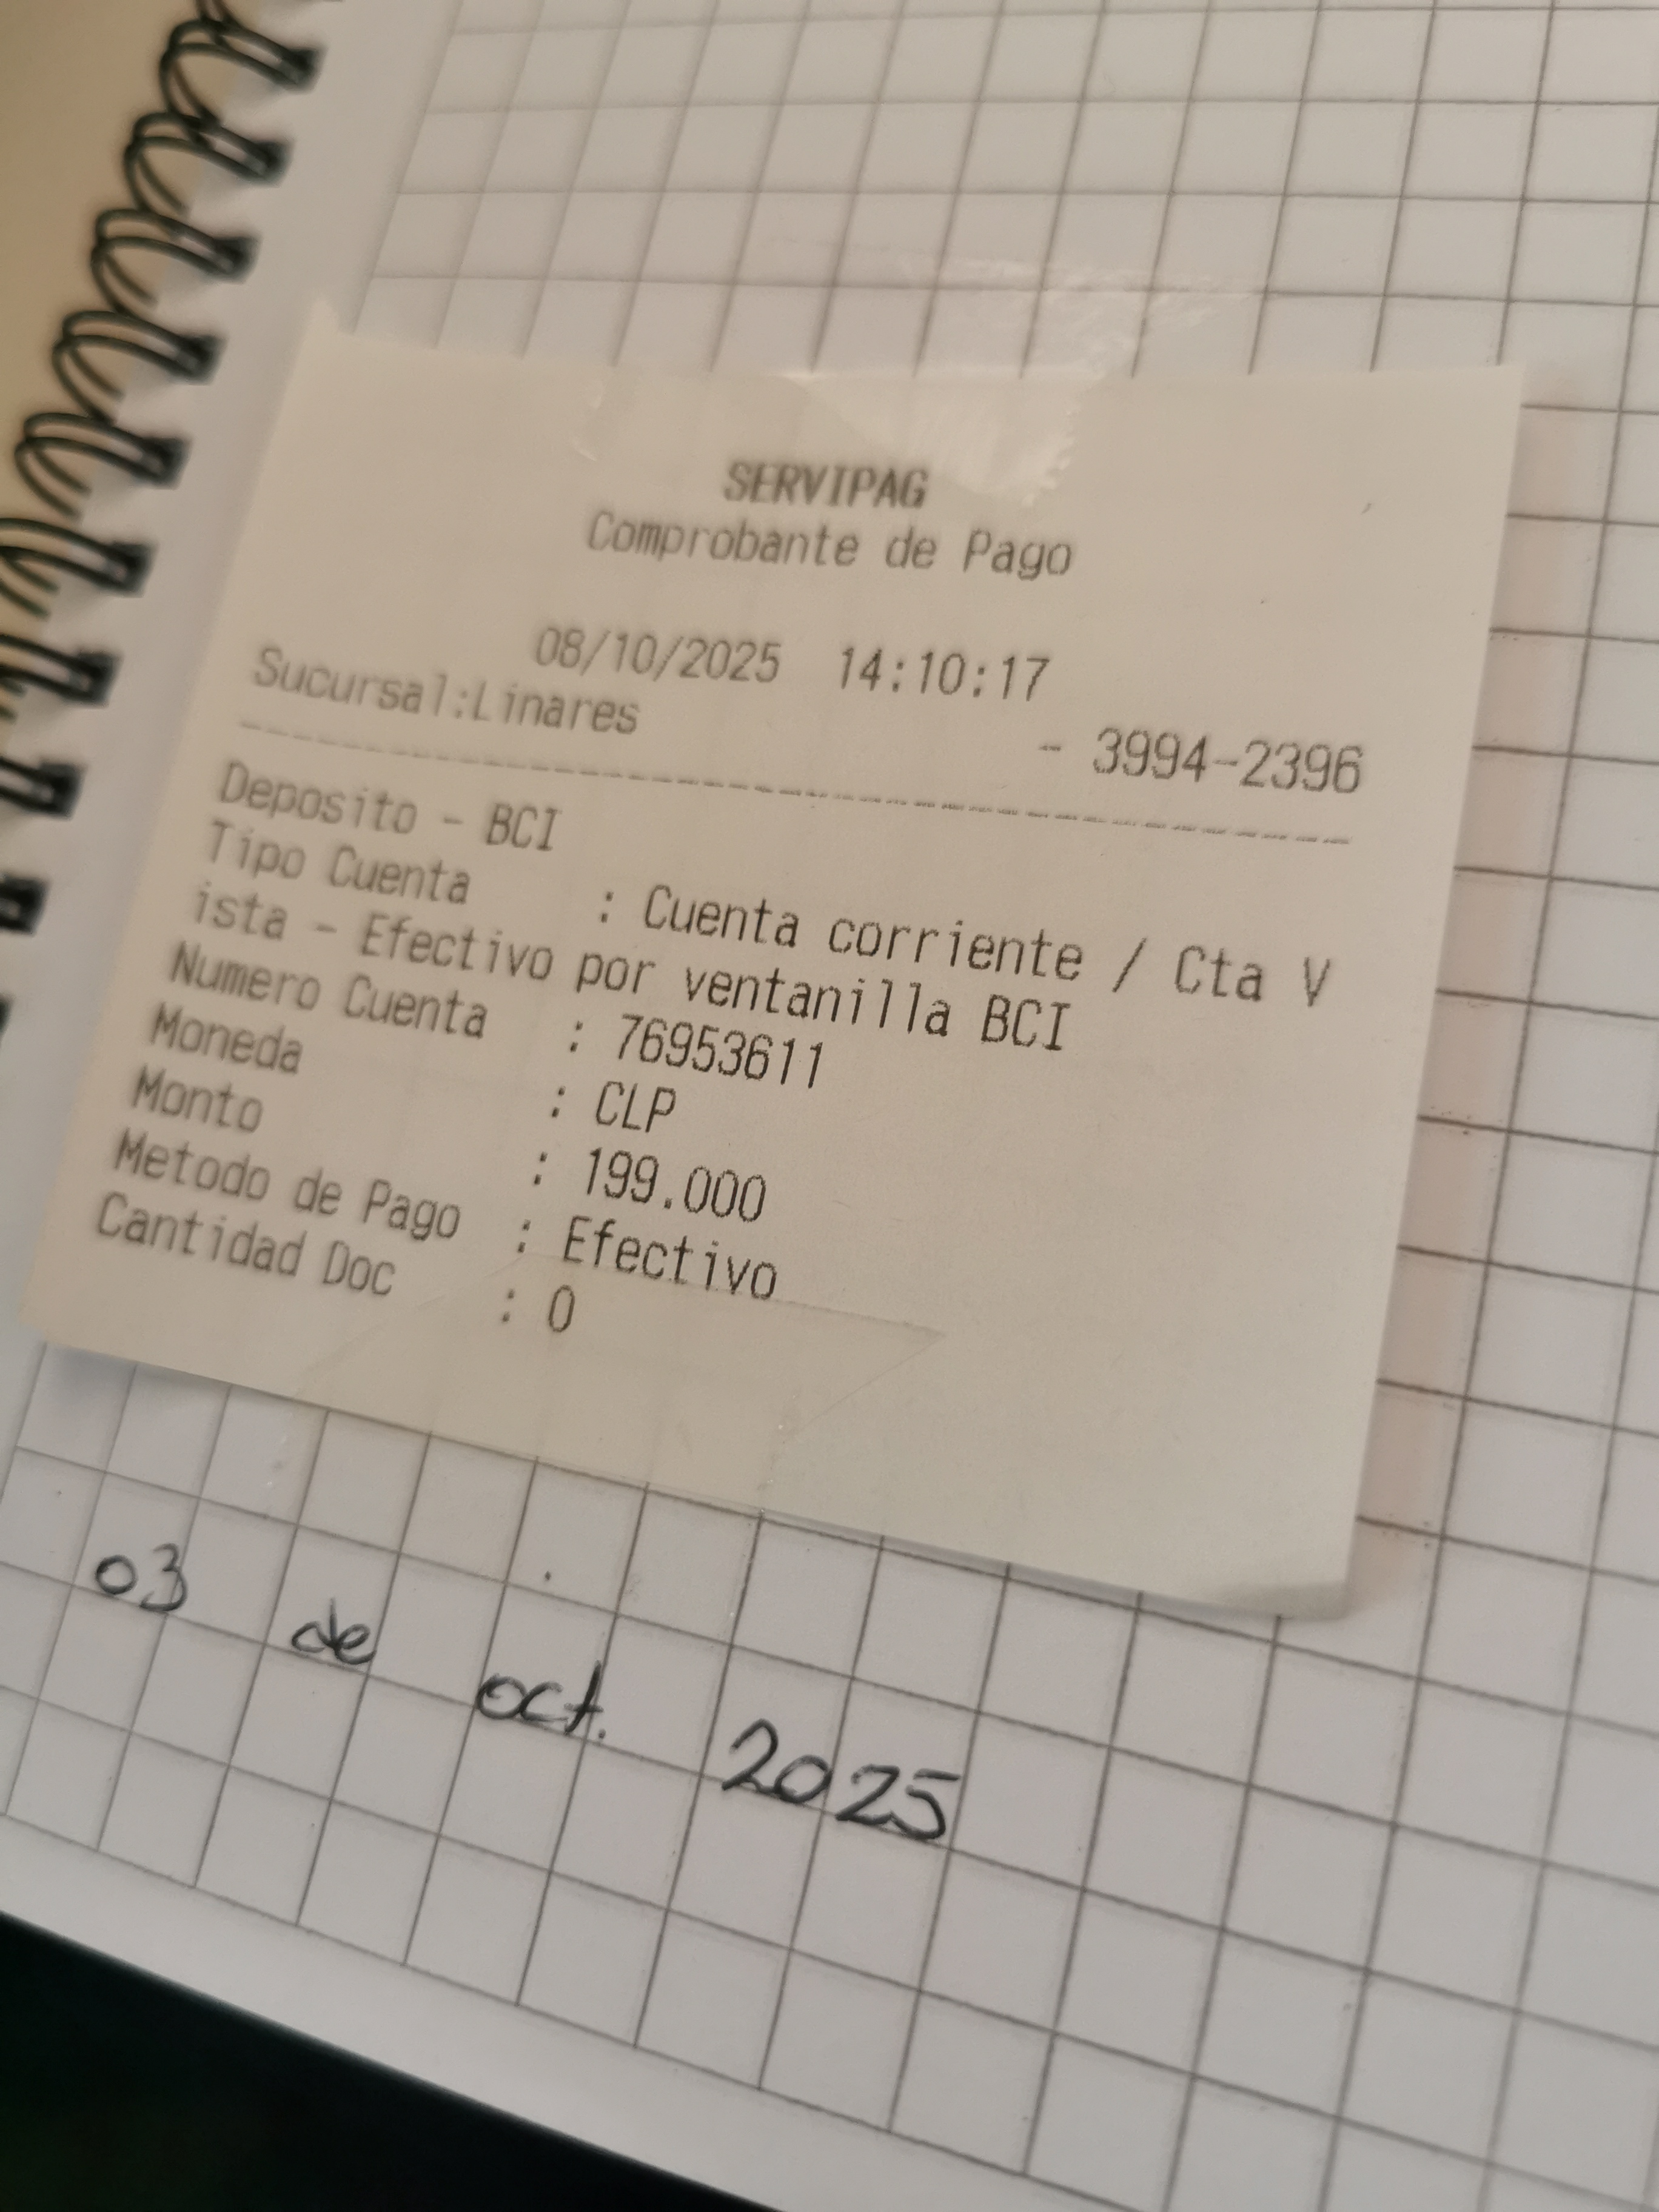 SERVIPAG
Comprobante de Pago
08/10/2025 14:10:17
Sucursal:Linares - 3994-2396
Deposito - BCI
Tipo Cuenta : Cuenta corriente / Cta V
ista - Efectivo por ventanilla BCI
Numero Cuenta : 76953611
Moneda : CLP
Monto : 199.000
Metodo de Pago : Efectivo
Cantidad Doc : 0
03 de oct. 2025